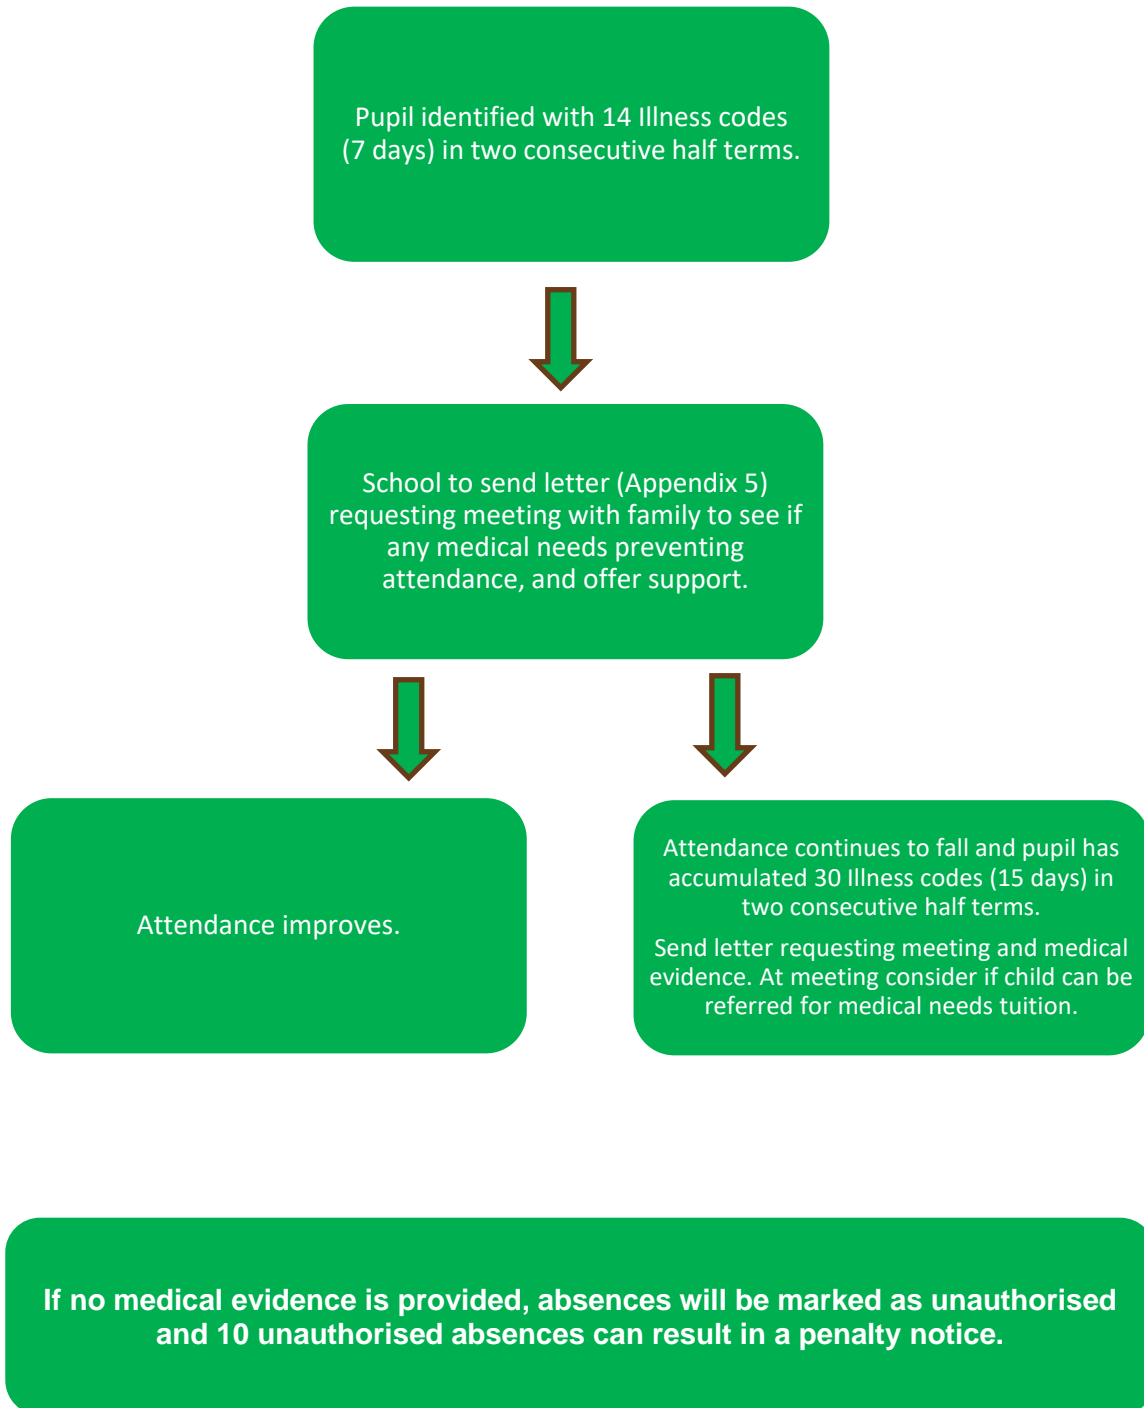 Pupil identified with 14 Illness codes
(7 days) in two consecutive half terms.
School to send letter (Appendix 5)
requesting meeting with family to see if
any medical needs preventing
attendance, and offer support.
Attendance improves.
Attendance continues to fall and pupil has
accumulated 30 Illness codes (15 days) in
two consecutive half terms.
Send letter requesting meeting and medical
evidence. At meeting consider if child can be
referred for medical needs tuition.
If no medical evidence is provided, absences will be marked as unauthorised
and 10 unauthorised absences can result in a penalty notice.